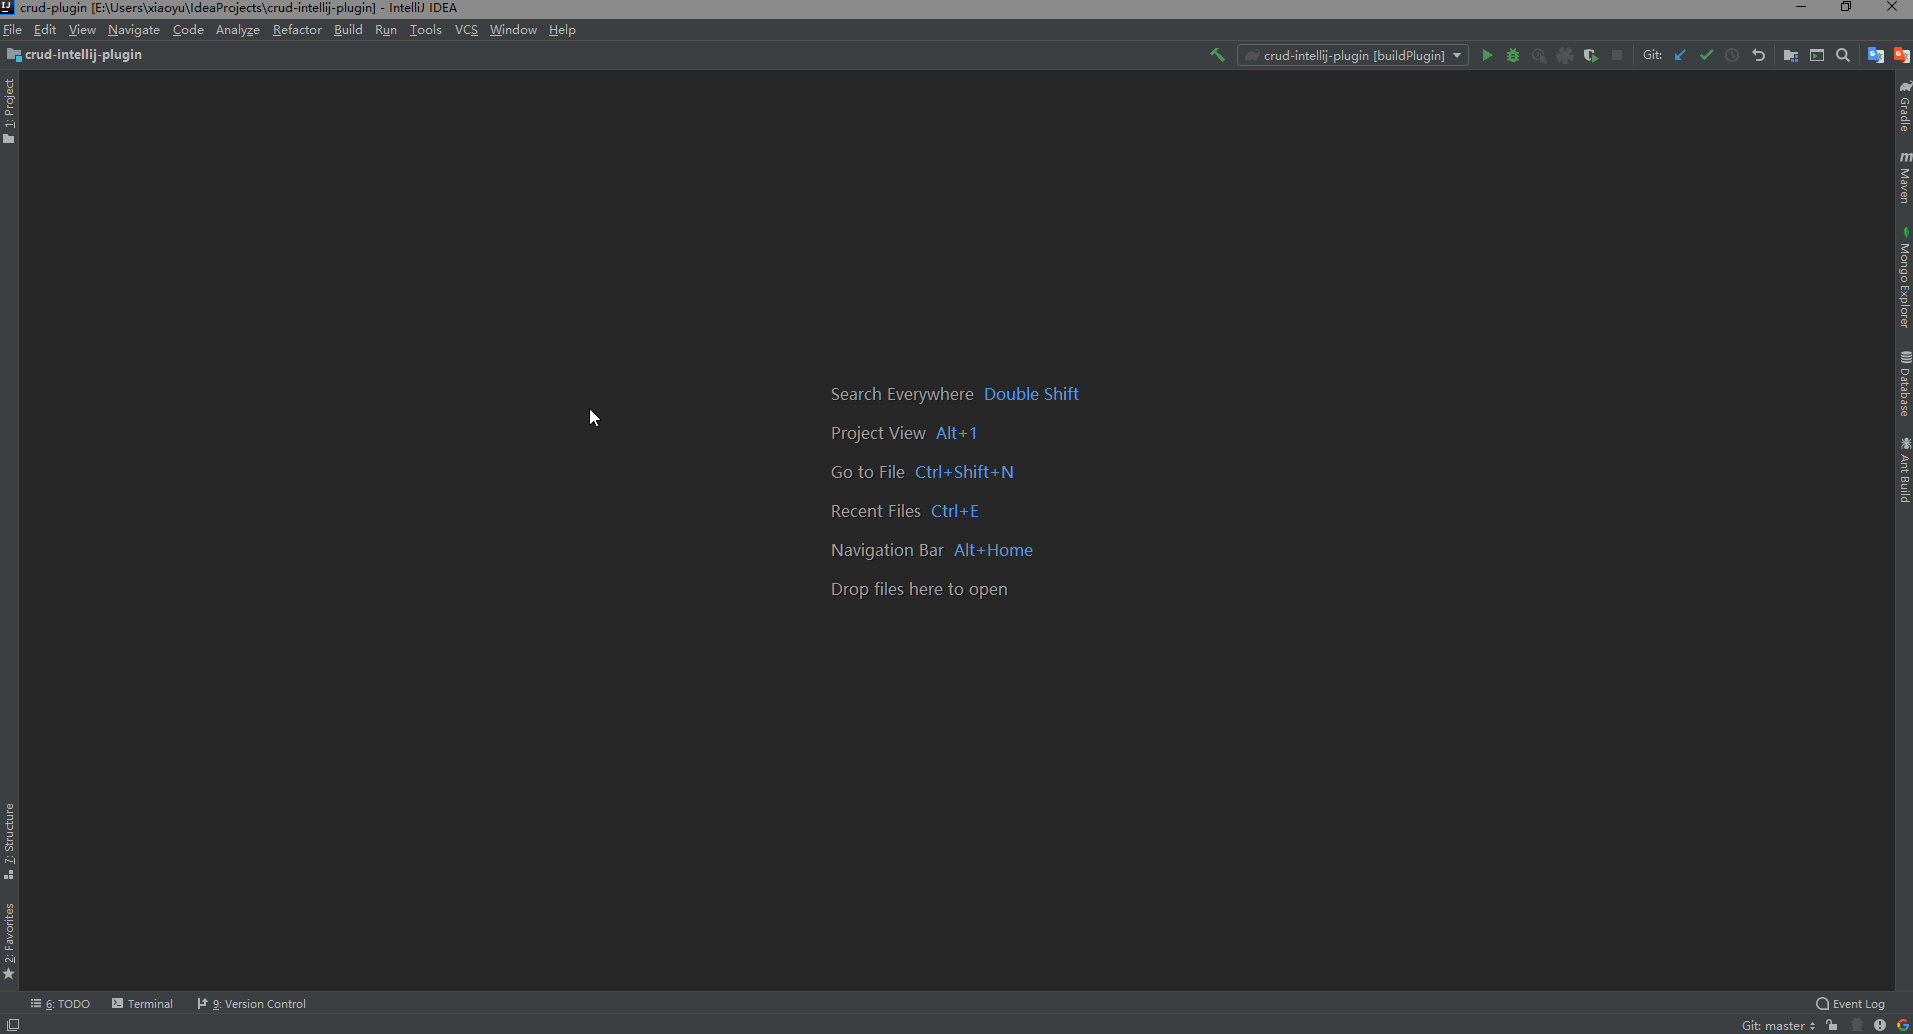 crud-plugin [E:\Users\xiaoyu\IdeaProjects\crud-intellij-plugin] - IntelliJ IDEA
File Edit View Navigate Code Analyze Refactor Build Run Tools VCS Window Help
crud-intellij-plugin
crud-intellij-plugin [buildPlugin]
Git:
1: Project
7: Structure
2: Favorites
Search Everywhere Double Shift
Project View Alt+1
Go to File Ctrl+Shift+N
Recent Files Ctrl+E
Navigation Bar Alt+Home
Drop files here to open
Gradle
Maven
Mongo Explorer
Database
Ant Build
6: TODO Terminal 9: Version Control Event Log
Git: master